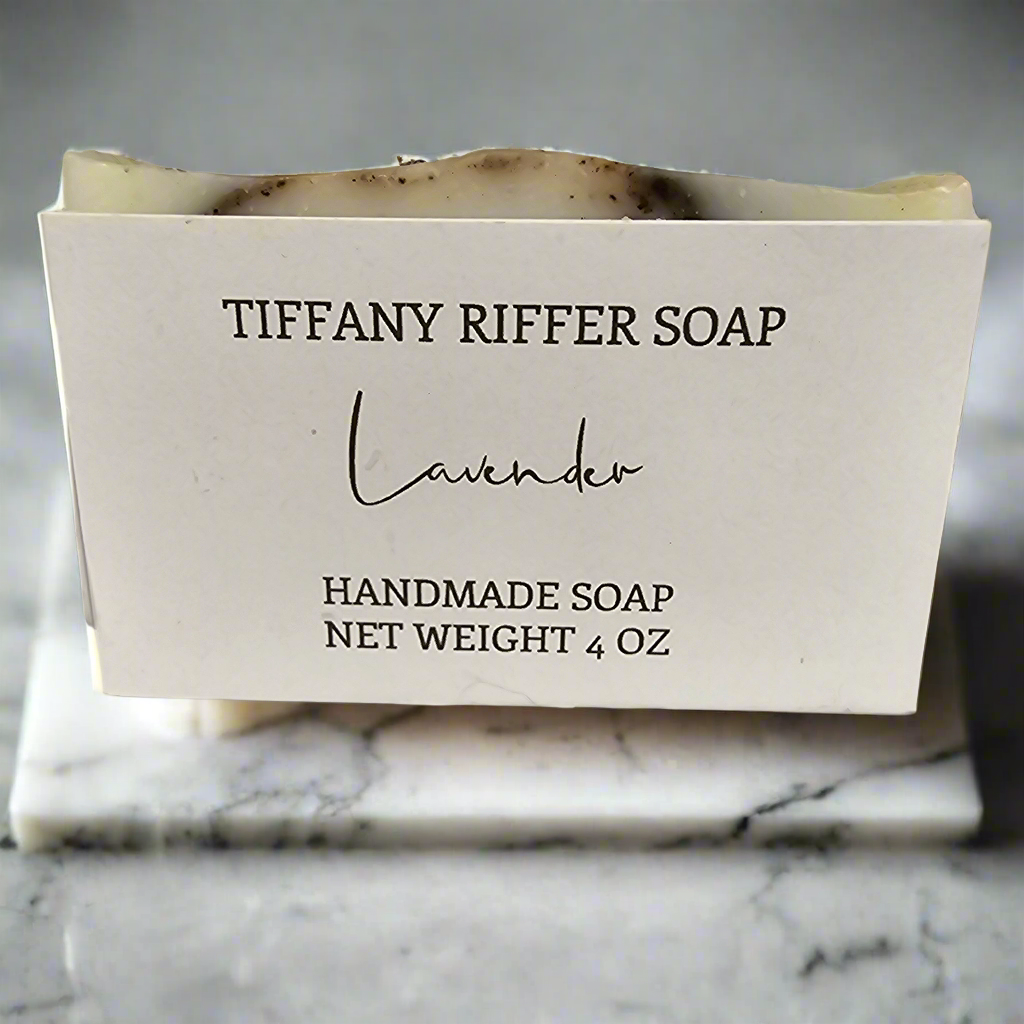 TIFFANY RIFFER SOAP
Lavender
HANDMADE SOAP
NET WEIGHT 4 OZ